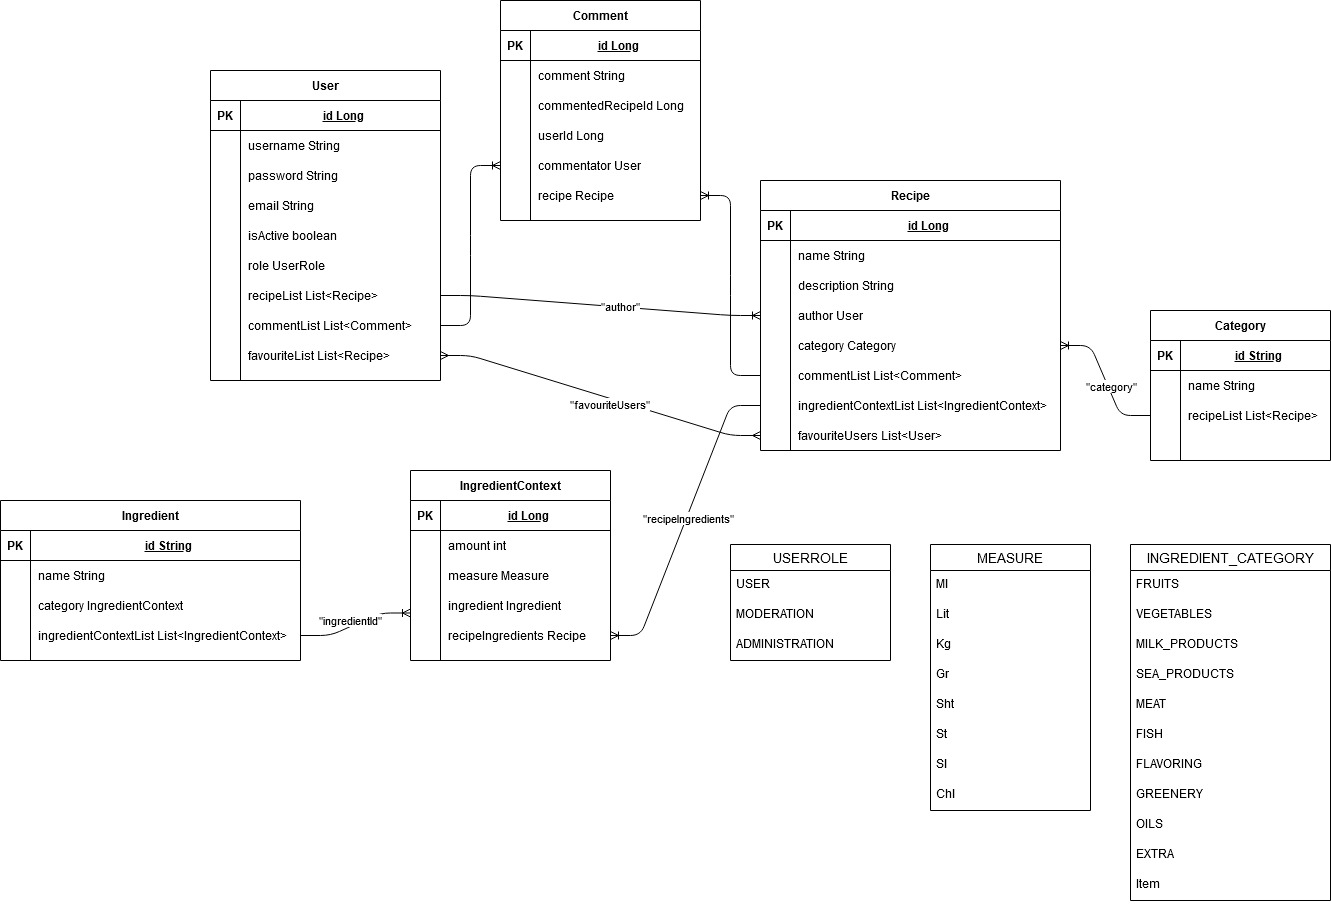 Comment
PK
id Long
comment String
commentedRecipeId Long
userId Long
commentator User
recipe Recipe
User
PK
id Long
username String
password String
email String
isActive boolean
role UserRole
recipeList List<Recipe>
commentList List<Comment>
favouriteList List<Recipe>
"author"
"favouriteUsers"
Recipe
PK
id Long
name String
description String
author User
category Category
commentList List<Comment>
ingredientContextList List<IngredientContext>
favouriteUsers List<User>
"category"
Category
PK
id String
name String
recipeList List<Recipe>
Ingredient
PK
id String
name String
category IngredientContext
ingredientContextList List<IngredientContext>
"ingredientId"
IngredientContext
PK
id Long
amount int
measure Measure
ingredient Ingredient
recipeIngredients Recipe
"recipeIngredients"
USERROLE
USER
MODERATION
ADMINISTRATION
MEASURE
Ml
Lit
Kg
Gr
Sht
St
Sl
Chl
INGREDIENT_CATEGORY
FRUITS
VEGETABLES
MILK_PRODUCTS
SEA_PRODUCTS
MEAT
FISH
FLAVORING
GREENERY
OILS
EXTRA
Item